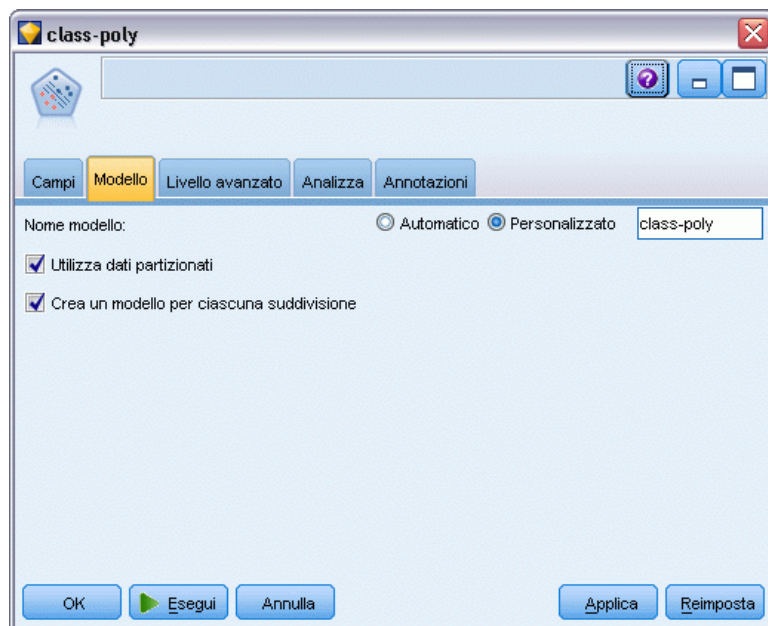 class-poly
Campi
Modello
Livello avanzato
Analizza
Annotazioni
Nome modello:
Automatico
Personalizzato
class-poly
Utilizza dati partizionati
Crea un modello per ciascuna suddivisione
OK
Esegui
Annulla
Applica
Reimposta